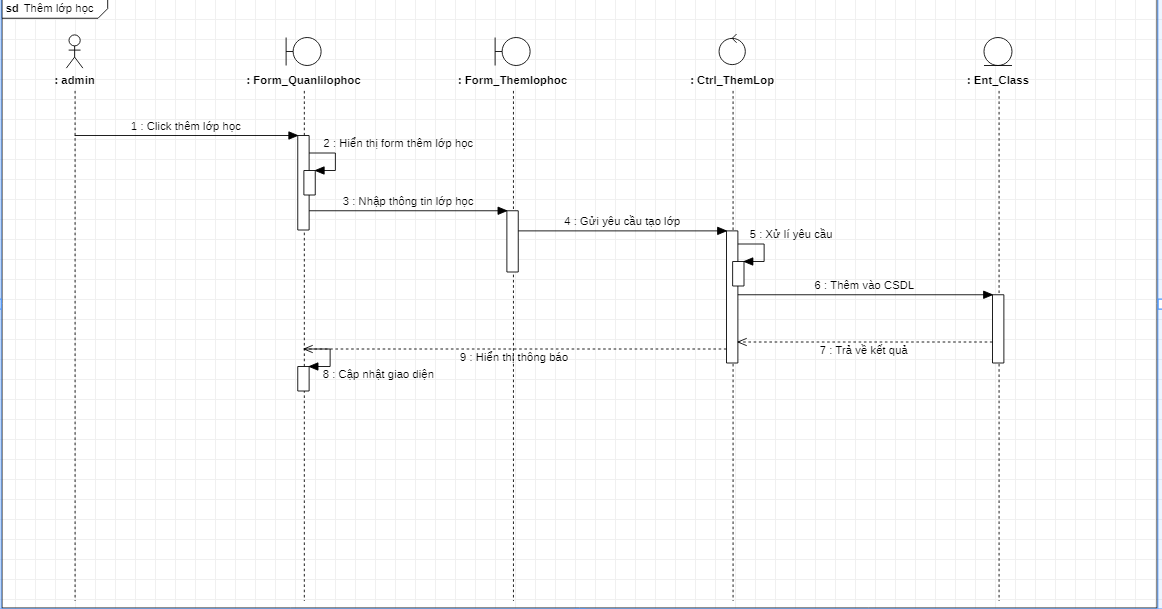 sd Thêm lớp học
: admin
: Form_Quanlilophoc
: Form_Themlophoc
: Ctrl_ThemLop
: Ent_Class
1 : Click thêm lớp học
2 : Hiển thị form thêm lớp học
3 : Nhập thông tin lớp học
4 : Gửi yêu cầu tạo lớp
5 : Xử lí yêu cầu
6 : Thêm vào CSDL
7 : Trả về kết quả
9 : Hiển thị thông báo
8 : Cập nhật giao diện